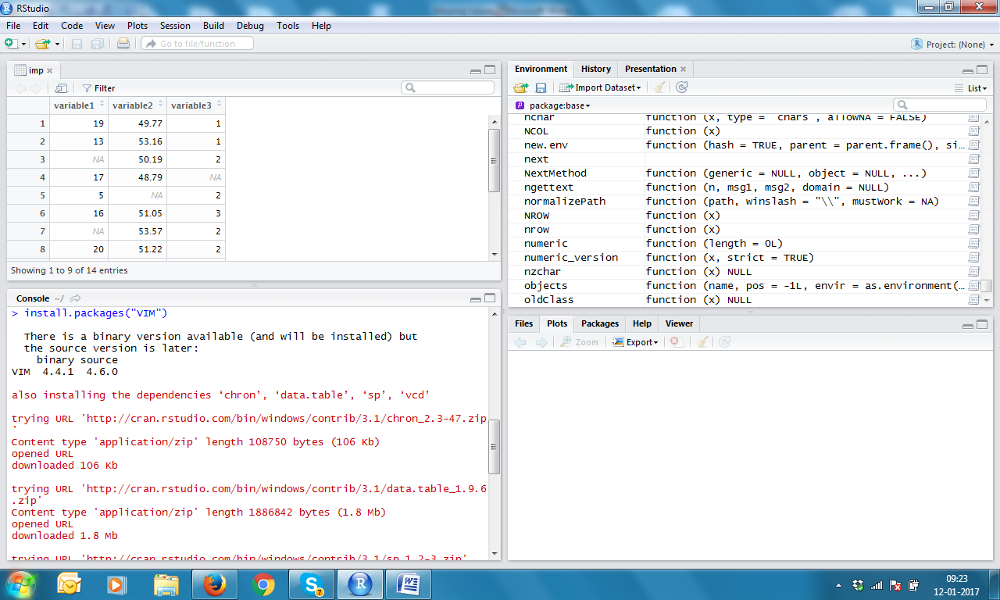 RStudio
File Edit Code View Plots Session Build Debug Tools Help
Go to file/function
Project: (None)
imp
Filter
variable1 variable2 variable3
1 19 49.77 1
2 13 53.16 1
3 NA 50.19 2
4 17 48.79 NA
5 5 NA 2
6 16 51.05 3
7 NA 53.57 2
8 20 51.22 2
Showing 1 to 9 of 14 entries
Console ~/
> install.packages("VIM")
There is a binary version available (and will be installed) but
the source version is later:
binary source
VIM 4.4.1 4.6.0
also installing the dependencies ‘chron’, ‘data.table’, ‘sp’, ‘vcd’
trying URL 'http://cran.rstudio.com/bin/windows/contrib/3.1/chron_2.3-47.zip
'
Content type 'application/zip' length 108750 bytes (106 Kb)
opened URL
downloaded 106 Kb
trying URL 'http://cran.rstudio.com/bin/windows/contrib/3.1/data.table_1.9.6
.zip'
Content type 'application/zip' length 1886842 bytes (1.8 Mb)
opened URL
downloaded 1.8 Mb
trying URL 'http://cran.rstudio.com/bin/windows/contrib/3.1/sp_1.2-3.zip'
Environment History Presentation
Import Dataset List
package:base
nchar function (x, type = "chars", allowNA = FALSE)
NCOL function (x)
new.env function (hash = TRUE, parent = parent.frame(), si…
next
NextMethod function (generic = NULL, object = NULL, ...)
ngettext function (n, msg1, msg2, domain = NULL)
normalizePath function (path, winslash = "\\", mustWork = NA)
NROW function (x)
nrow function (x)
numeric function (length = 0L)
numeric_version function (x, strict = TRUE)
nzchar function (x) NULL
objects function (name, pos = -1L, envir = as.environment(…
oldClass function (x) NULL
Files Plots Packages Help Viewer
Zoom Export
7
09:23
12-01-2017